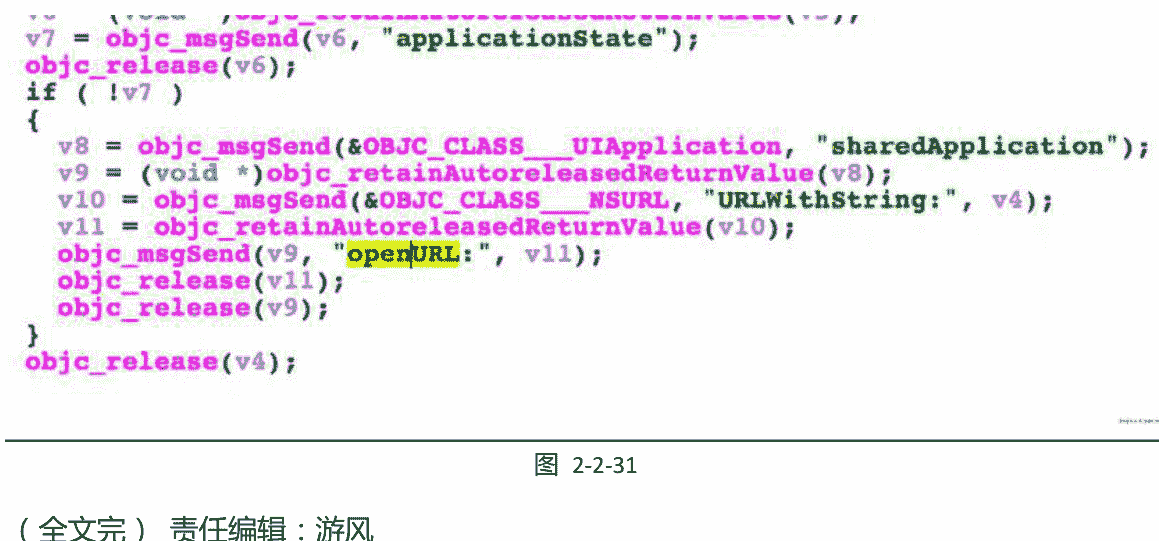 v7 = objc_msgSend(v6, "applicationState");
objc_release(v6);
if ( !v7 )
{
v8 = objc_msgSend(&OBJC_CLASS___UIApplication, "sharedApplication");
v9 = (void *)objc_retainAutoreleasedReturnValue(v8);
v10 = objc_msgSend(&OBJC_CLASS___NSURL, "URLWithString:", v4);
v11 = objc_retainAutoreleasedReturnValue(v10);
objc_msgSend(v9, "openURL:", v11);
objc_release(v11);
objc_release(v9);
}
objc_release(v4);
图 2-2-31
(全文完) 责任编辑:游风